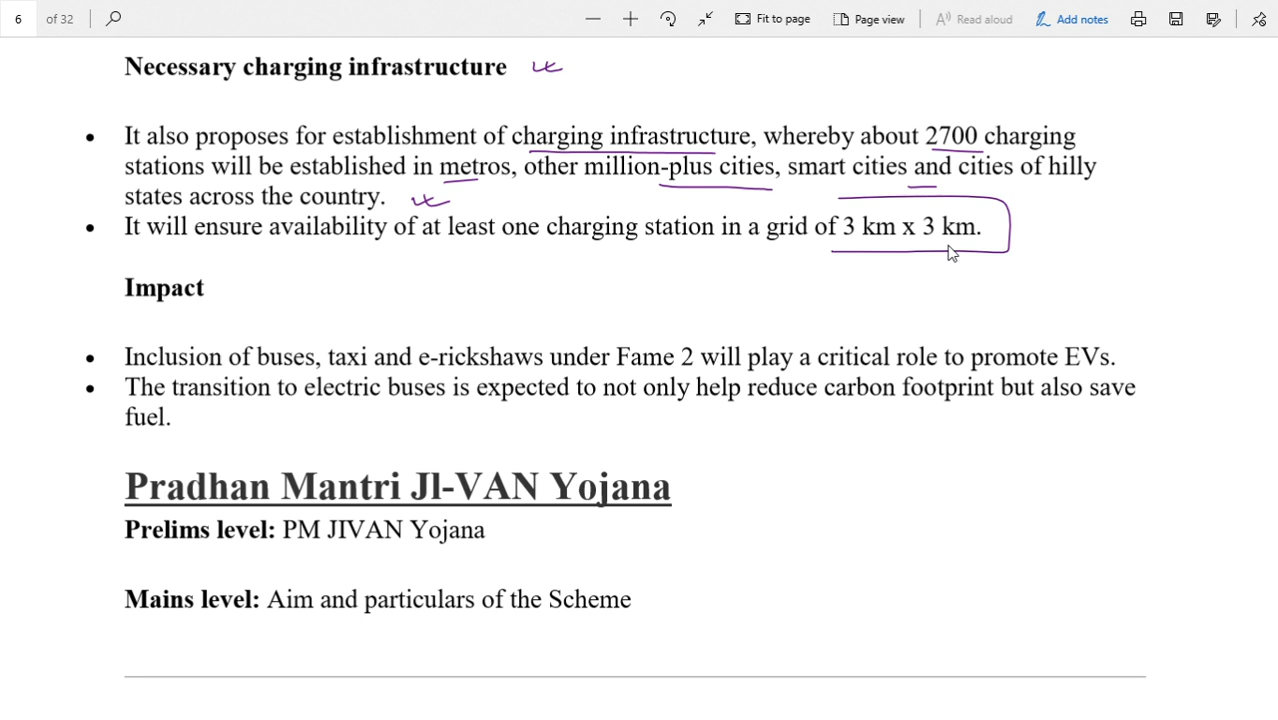 6 of 32 Fit to page Page view Read aloud Add notes
Necessary charging infrastructure
• It also proposes for establishment of charging infrastructure, whereby about 2700 charging
stations will be established in metros, other million-plus cities, smart cities and cities of hilly
states across the country.
• It will ensure availability of at least one charging station in a grid of 3 km x 3 km.
Impact
• Inclusion of buses, taxi and e-rickshaws under Fame 2 will play a critical role to promote EVs.
• The transition to electric buses is expected to not only help reduce carbon footprint but also save
fuel.
Pradhan Mantri Jl-VAN Yojana
Prelims level: PM JIVAN Yojana
Mains level: Aim and particulars of the Scheme